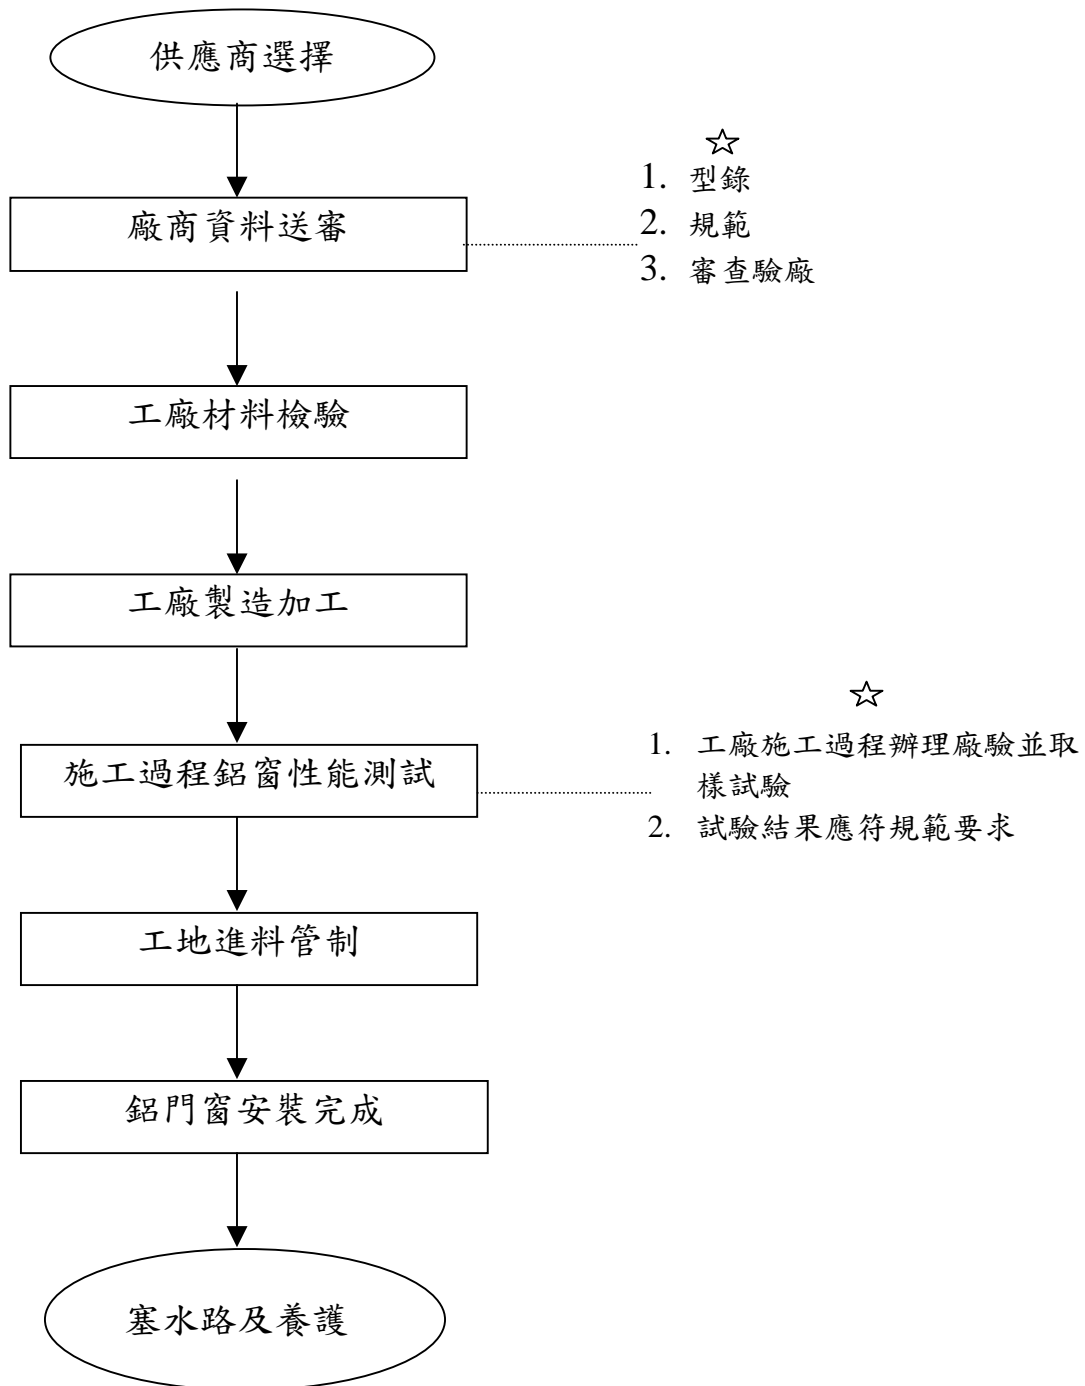 供應商選擇
☆
1. 型錄
廠商資料送審
2. 規範
3. 審查驗廠
工廠材料檢驗
工廠製造加工
☆
1. 工廠施工過程辦理廠驗並取
樣試驗
施工過程鋁窗性能測試
2. 試驗結果應符規範要求
工地進料管制
鋁門窗安裝完成
塞水路及養護